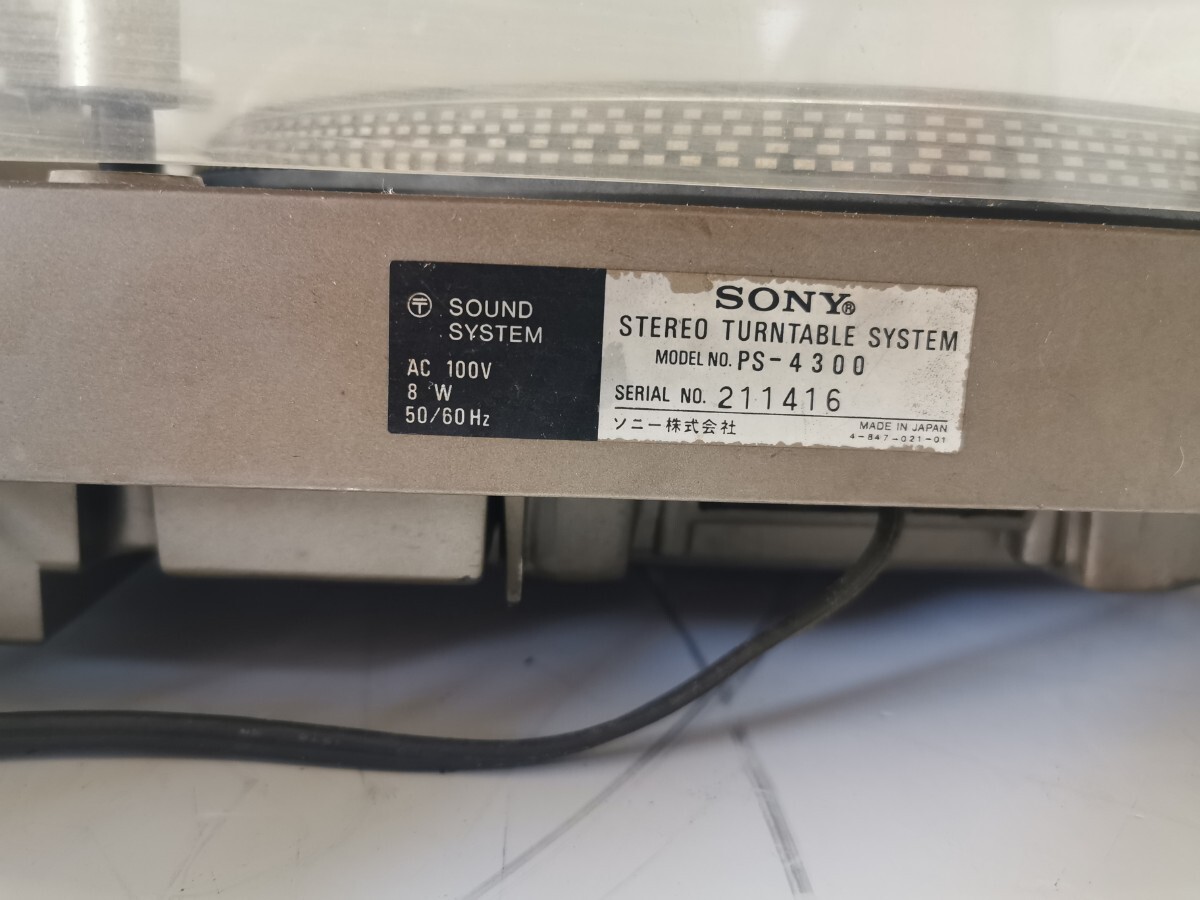 〶 SOUND
SYSTEM
AC 100V
8 W
50/60Hz
SONY®
STEREO TURNTABLE SYSTEM
MODEL NO. PS-4300
SERIAL NO. 211416
ソニー株式会社
MADE IN JAPAN
4-847-021-01